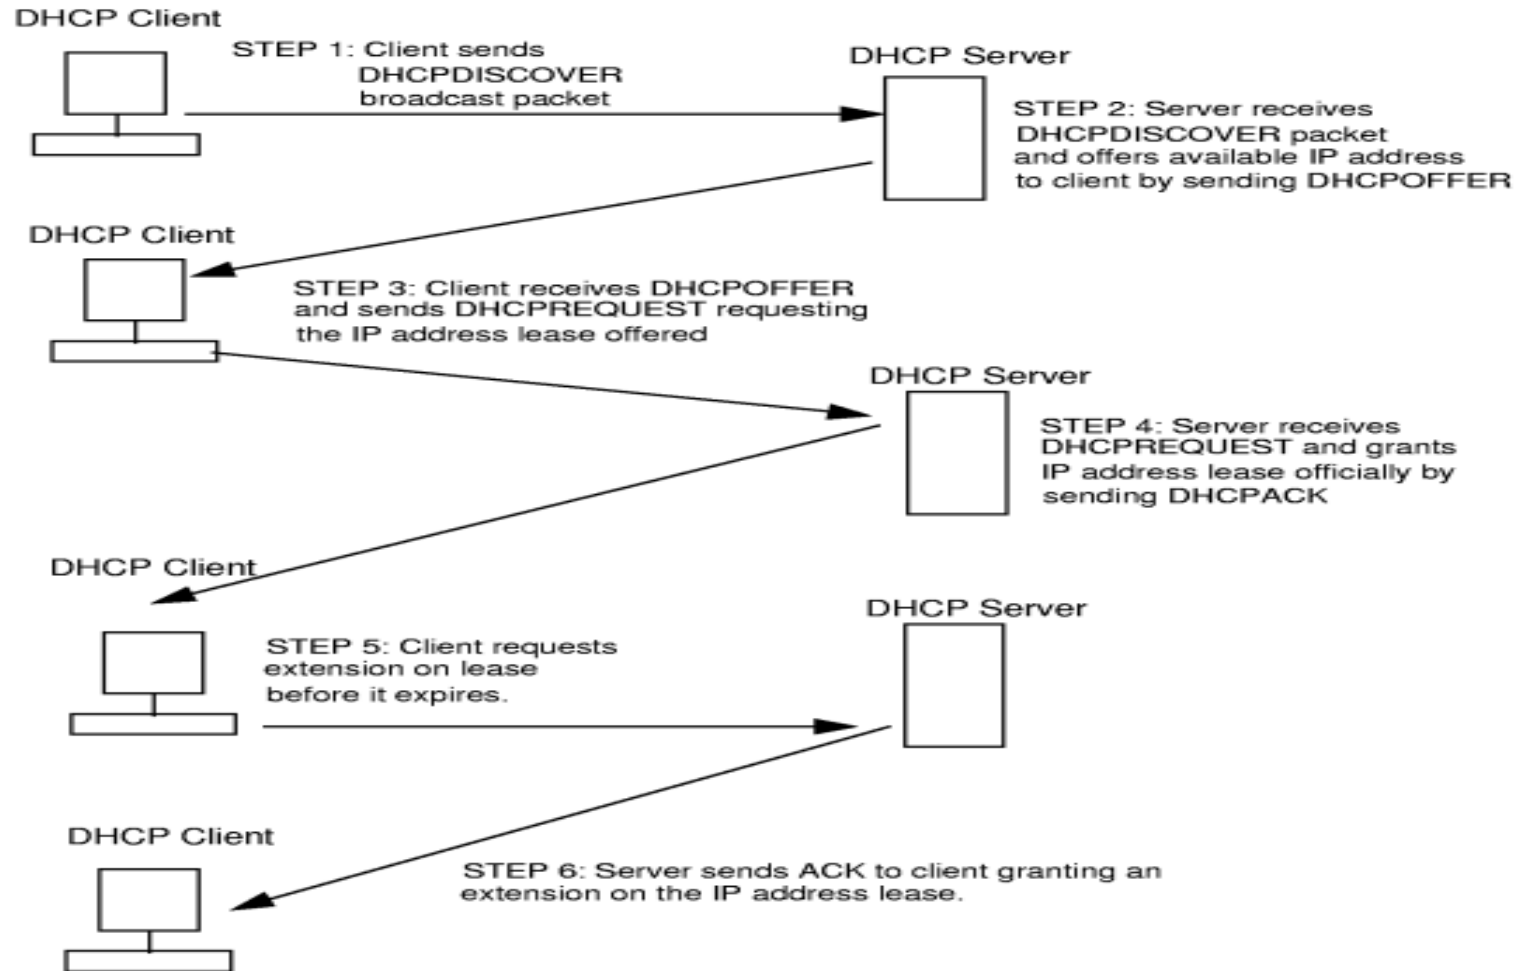 DHCP Client
STEP 1: Client sends
DHCPDISCOVER
broadcast packet
DHCP Server
STEP 2: Server receives
DHCPDISCOVER packet
and offers available IP address
to client by sending DHCPOFFER
DHCP Client
STEP 3: Client receives DHCPOFFER
and sends DHCPREQUEST requesting
the IP address lease offered
DHCP Server
STEP 4: Server receives
DHCPREQUEST and grants
IP address lease officially by
sending DHCPACK
DHCP Client
STEP 5: Client requests
extension on lease
before it expires.
DHCP Server
DHCP Client
STEP 6: Server sends ACK to client granting an
extension on the IP address lease.